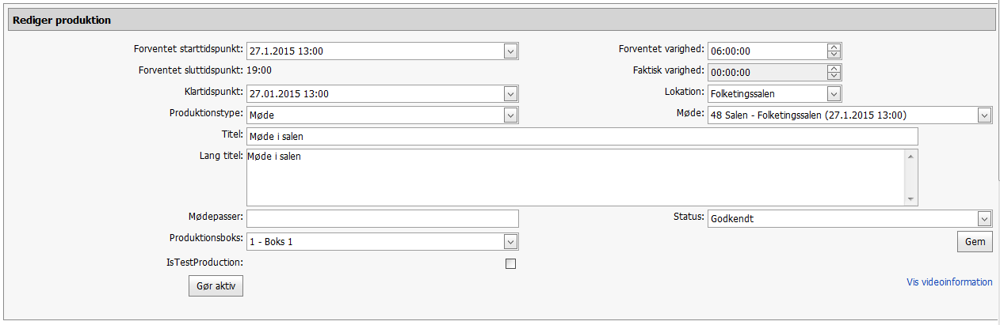 Rediger produktion
Forventet starttidspunkt: 27.1.2015 13:00 Forventet varighed: 06:00:00
Forventet sluttidspunkt: 19:00 Faktisk varighed: 00:00:00
Klartidspunkt: 27.01.2015 13:00 Lokation: Folketingssalen
Produktionstype: Møde Møde: 48 Salen - Folketingssalen (27.1.2015 13:00)
Titel: Møde i salen
Lang titel: Møde i salen
Mødepasser: Status: Godkendt
Produktionsboks: 1 - Boks 1 Gem
IsTestProduction:
Gør aktiv Vis videoinformation